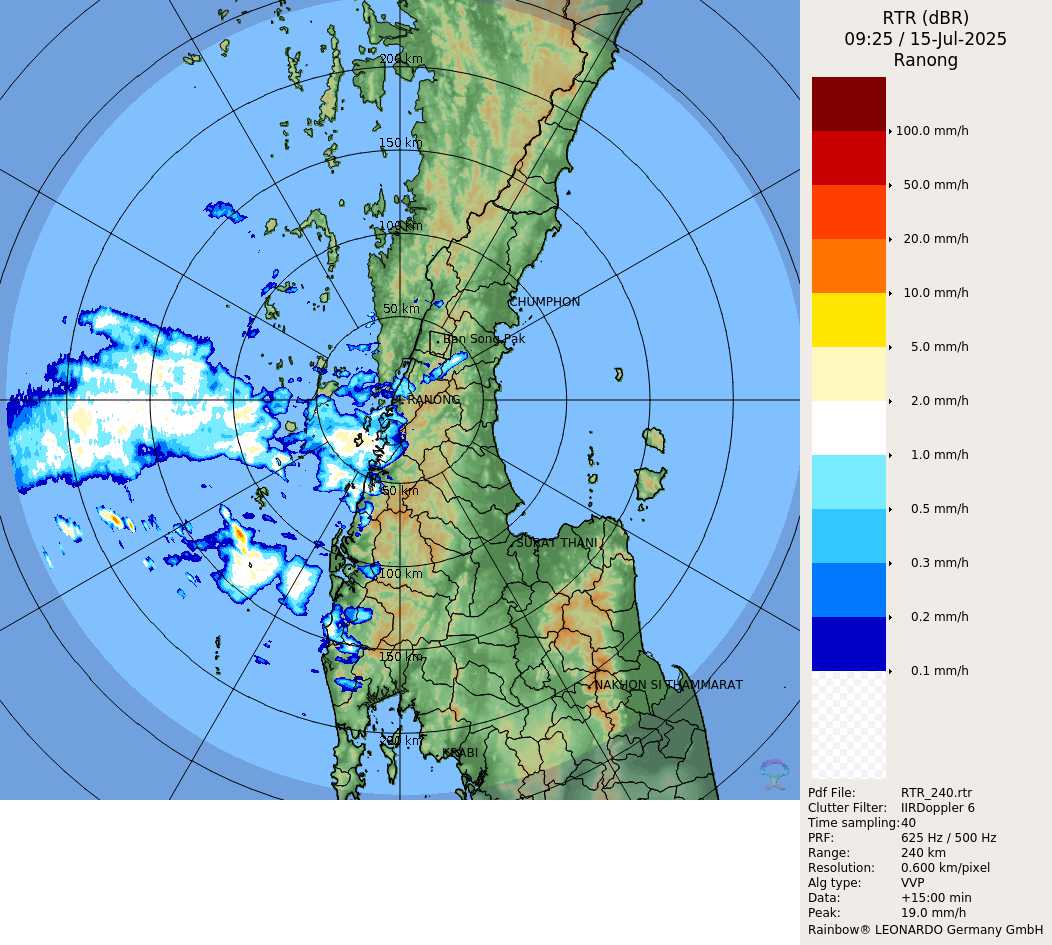 RTR (dBR)
09:25 / 15-Jul-2025
Ranong
200 km
150 km
100 km
50 km
CHUMPHON
Ban Song Pak
RANONG
50 km
SURAT THANI
100 km
150 km
NAKHON SI THAMMARAT
200 km
KRABI
100.0 mm/h
50.0 mm/h
20.0 mm/h
10.0 mm/h
5.0 mm/h
2.0 mm/h
1.0 mm/h
0.5 mm/h
0.3 mm/h
0.2 mm/h
0.1 mm/h
Pdf File: RTR_240.rtr
Clutter Filter: IIRDoppler 6
Time sampling: 40
PRF: 625 Hz / 500 Hz
Range: 240 km
Resolution: 0.600 km/pixel
Alg type: VVP
Data: +15:00 min
Peak: 19.0 mm/h
Rainbow® LEONARDO Germany GmbH